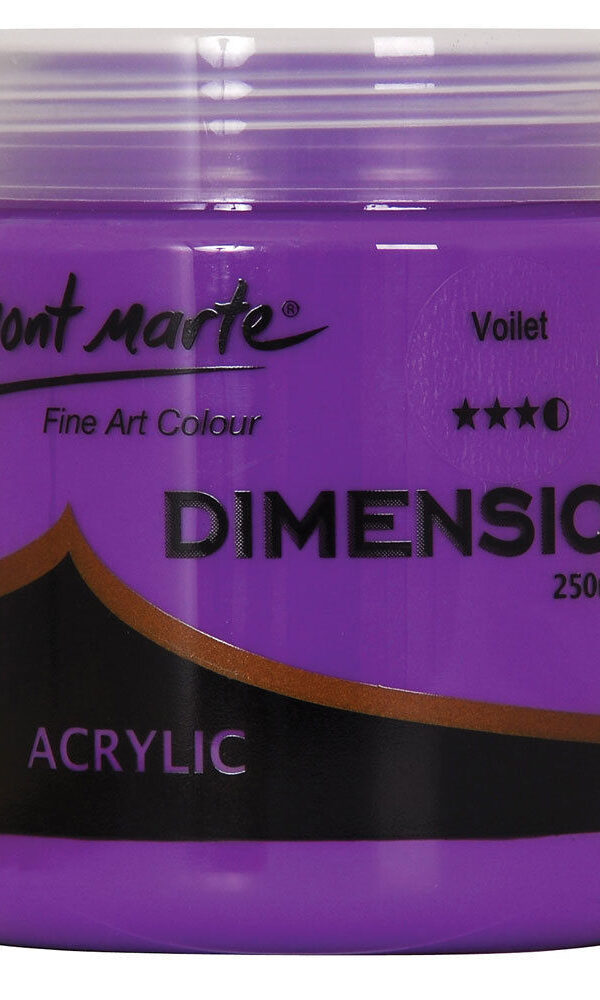 ont marte®
Voilet
★★★◐
Fine Art Colour
DIMENSIO
250
ACRYLIC